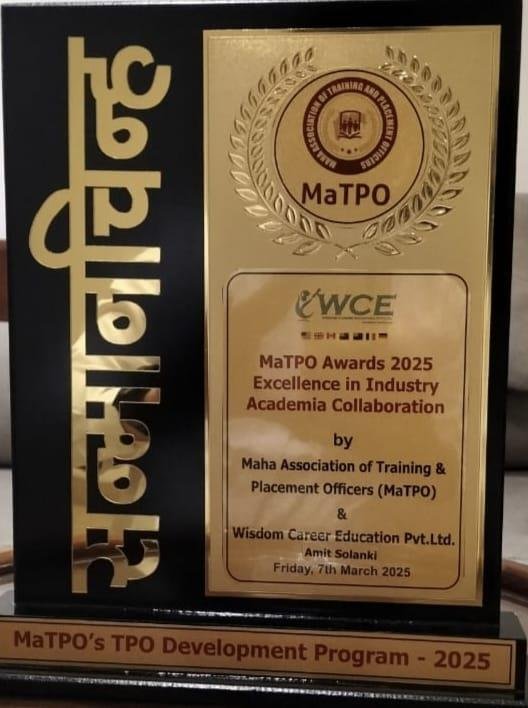 सन्मानचिन्ह
MAHA ASSOCIATION OF TRAINING AND PLACEMENT OFFICERS
MaTPO
WCE
MaTPO Awards 2025
Excellence in Industry
Academia Collaboration
by
Maha Association of Training &
Placement Officers (MaTPO)
&
Wisdom Career Education Pvt.Ltd.
Amit Solanki
Friday, 7th March 2025
MaTPO's TPO Development Program - 2025